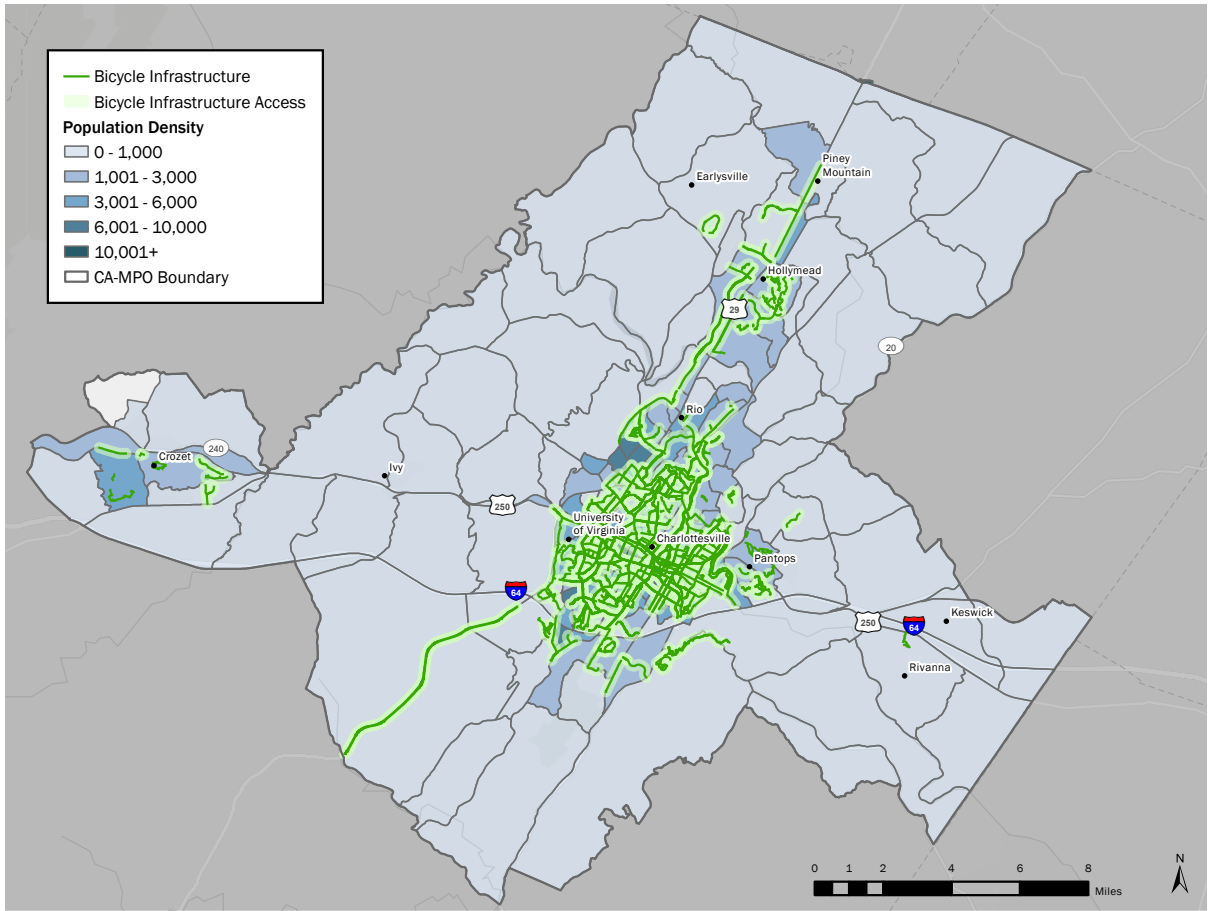 Bicycle Infrastructure
Bicycle Infrastructure Access
Population Density
0 - 1,000
1,001 - 3,000
3,001 - 6,000
6,001 - 10,000
10,001+
CA-MPO Boundary
Piney
Mountain
Earlysville
Hollymead
29
20
Rio
240
Crozet
Ivy
250
University
of Virginia
Charlottesville
Pantops
64
Keswick
250
64
Rivanna
0 1 2 4 6 8
Miles
N